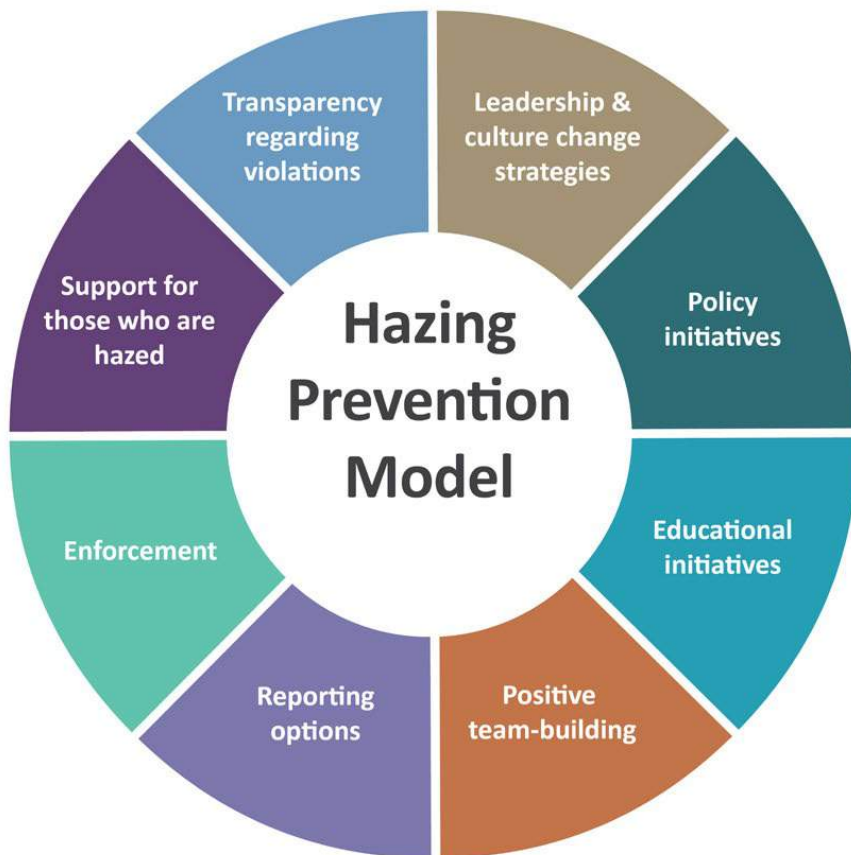 Hazing
Prevention
Model
Leadership &
culture change
strategies
Policy
initiatives
Educational
initiatives
Positive
team-building
Reporting
options
Enforcement
Support for
those who are
hazed
Transparency
regarding
violations